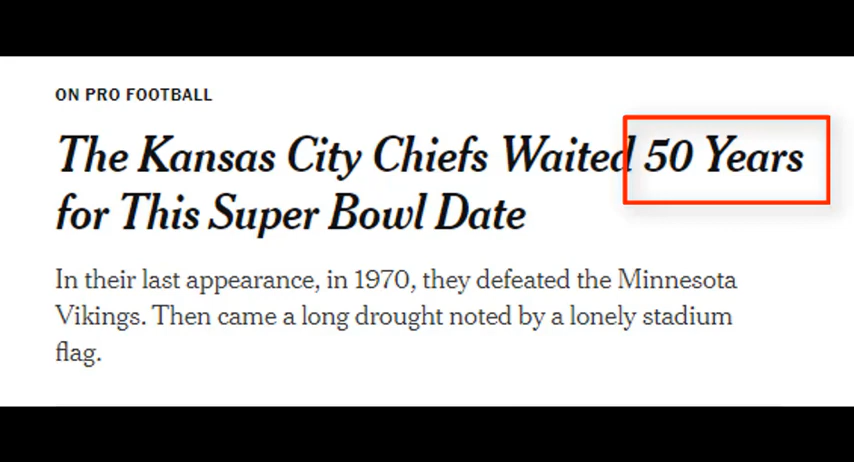 ON PRO FOOTBALL
The Kansas City Chiefs Waited 50 Years
for This Super Bowl Date
In their last appearance, in 1970, they defeated the Minnesota
Vikings. Then came a long drought noted by a lonely stadium
flag.